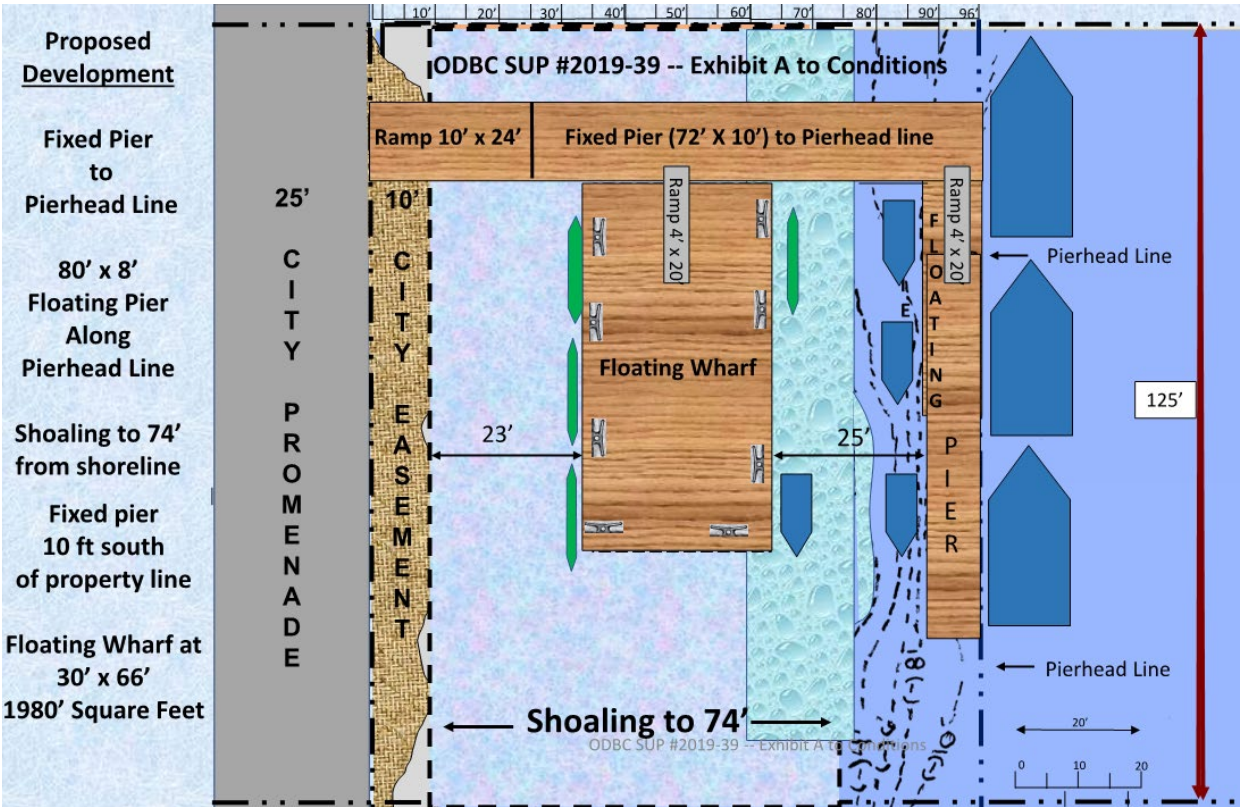 10' 20' 30' 40' 50' 60' 70' 80' 90' 96'
Proposed
Development
Fixed Pier
to
Pierhead Line
80' x 8'
Floating Pier
Along
Pierhead Line
Shoaling to 74'
from shoreline
Fixed pier
10 ft south
of property line
Floating Wharf at
30' x 66'
1980' Square Feet
25'
CITY PROMENADE
10'
CITY EASEMENT
ODBC SUP #2019-39 -- Exhibit A to Conditions
Ramp 10' x 24'
Fixed Pier (72' X 10') to Pierhead line
Ramp 4' x 20'
Ramp 4' x 20'
Floating Wharf
FLOATING
PIER
E
23'
25'
Pierhead Line
125'
Pierhead Line
Shoaling to 74'
ODBC SUP #2019-39 -- Exhibit A to Conditions
(-)8
(-)10
20'
0 10 20